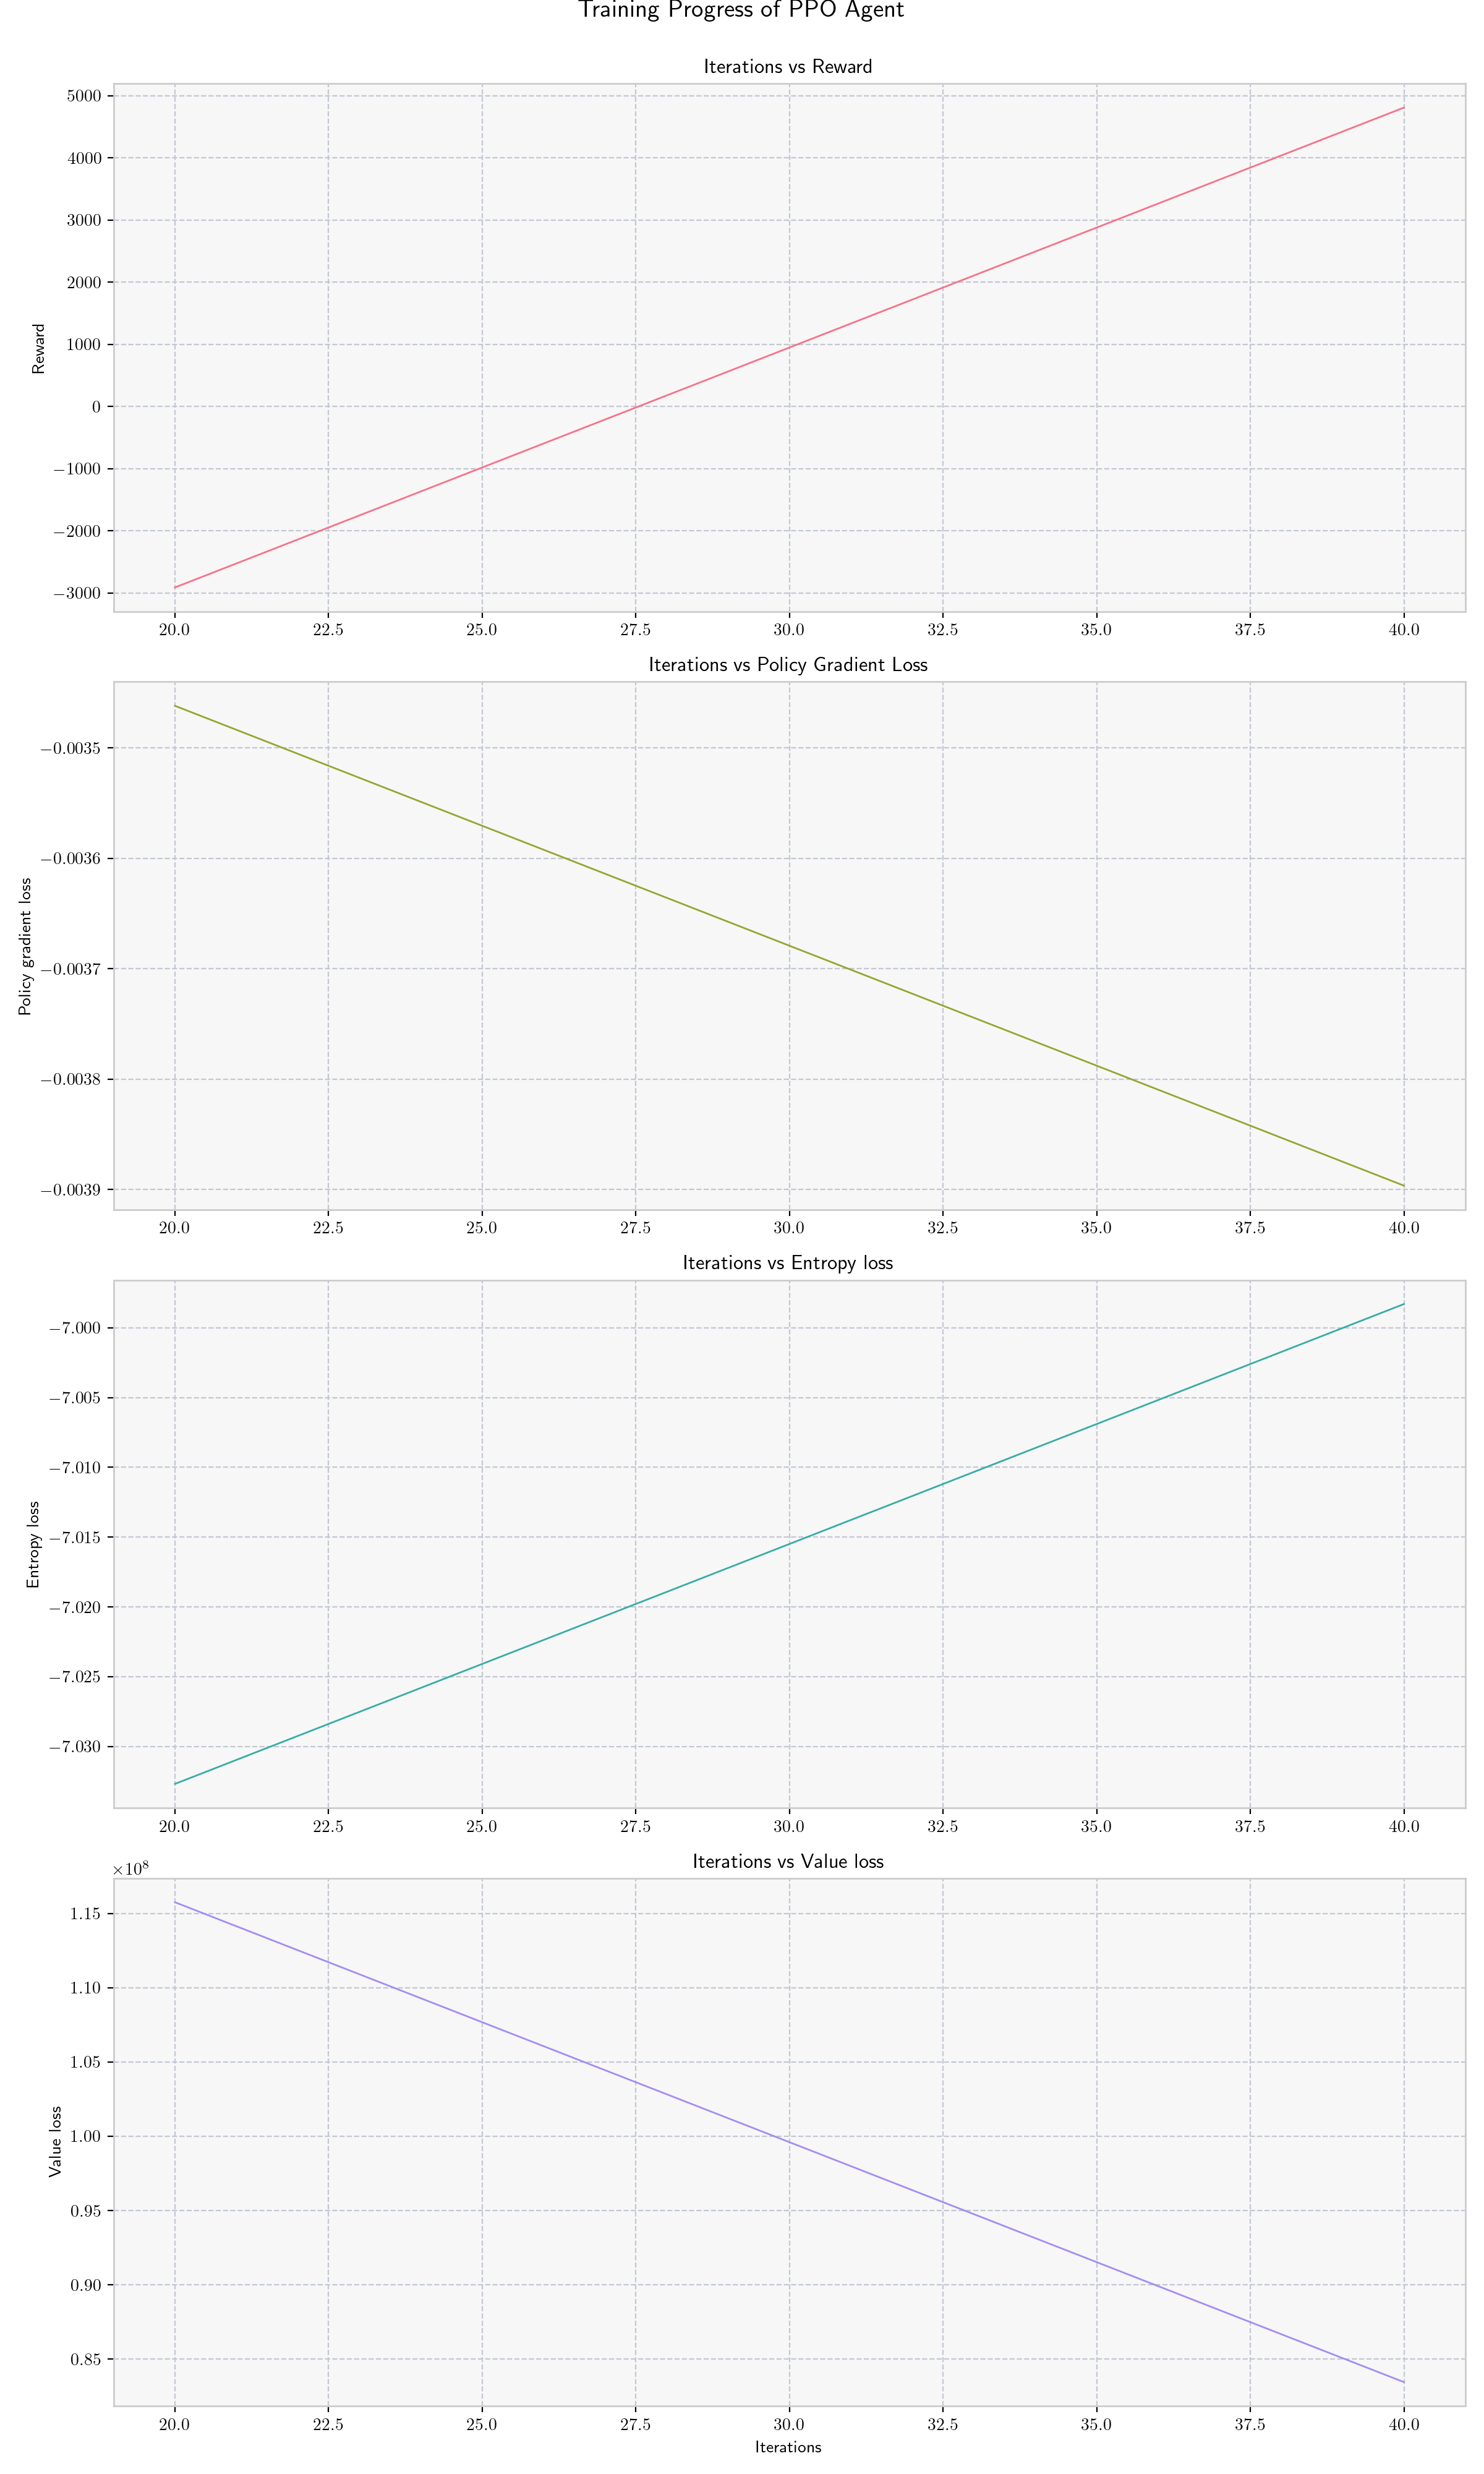 Training Progress of PPO Agent
Iterations vs Reward
5000
4000
3000
2000
1000
0
−1000
−2000
−3000
Reward
20.0 22.5 25.0 27.5 30.0 32.5 35.0 37.5 40.0
Iterations vs Policy Gradient Loss
−0.0035
−0.0036
−0.0037
−0.0038
−0.0039
Policy gradient loss
20.0 22.5 25.0 27.5 30.0 32.5 35.0 37.5 40.0
Iterations vs Entropy loss
−7.000
−7.005
−7.010
−7.015
−7.020
−7.025
−7.030
Entropy loss
20.0 22.5 25.0 27.5 30.0 32.5 35.0 37.5 40.0
Iterations vs Value loss
×10⁸
1.15
1.10
1.05
1.00
0.95
0.90
0.85
Value loss
20.0 22.5 25.0 27.5 30.0 32.5 35.0 37.5 40.0
Iterations